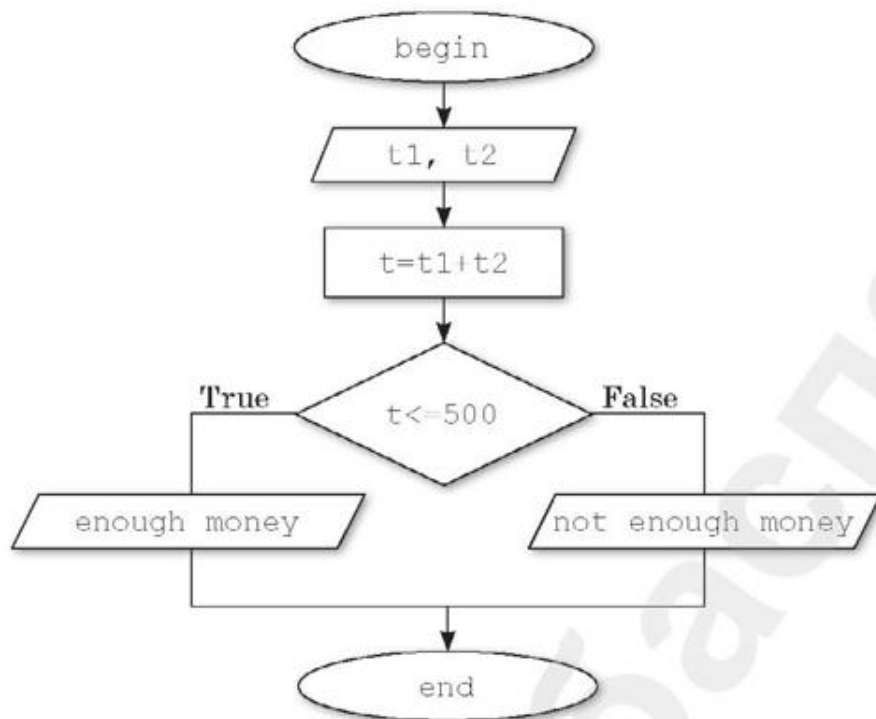 begin
t1, t2
t=t1+t2
True
False
t<=500
enough money
not enough money
end